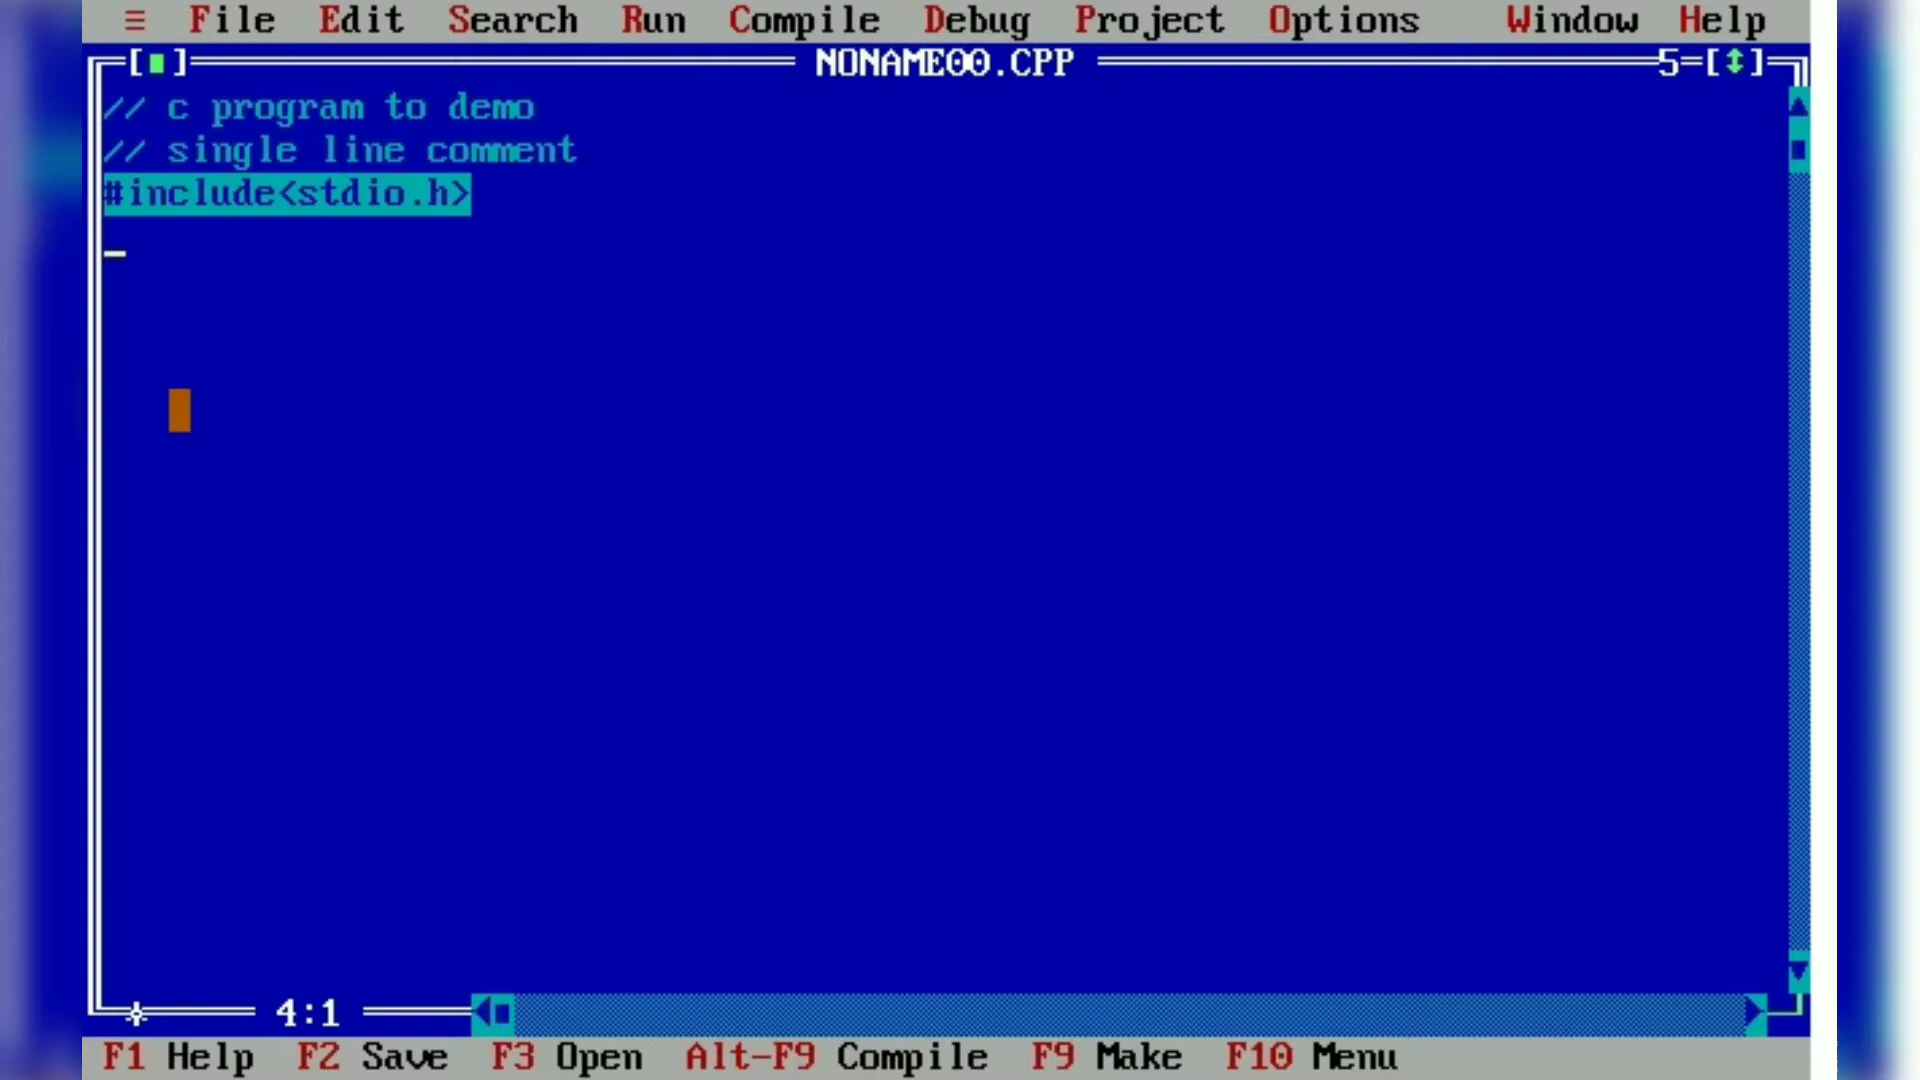 ≡ File Edit Search Run Compile Debug Project Options Window Help
[■] NONAME00.CPP 5=[↕]
// c program to demo
// single line comment
#include<stdio.h>
4:1
F1 Help F2 Save F3 Open Alt-F9 Compile F9 Make F10 Menu